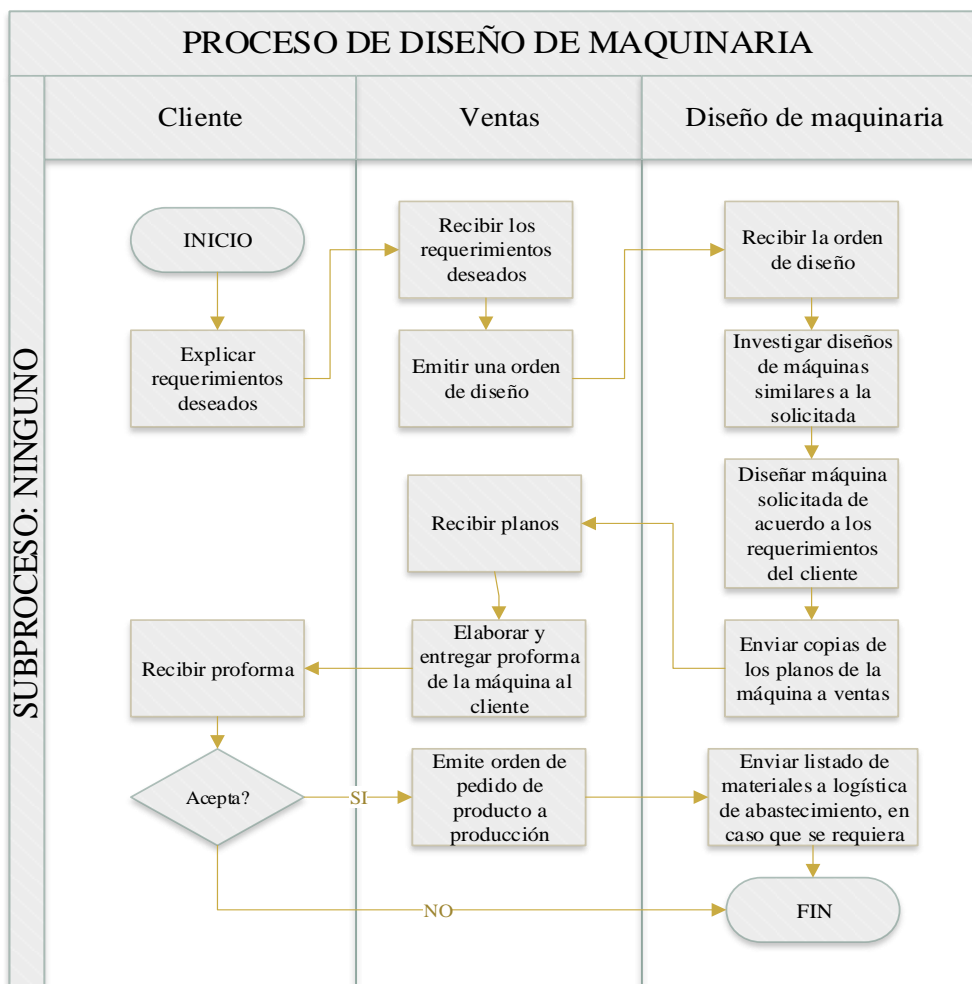 PROCESO DE DISEÑO DE MAQUINARIA
SUBPROCESO: NINGUNO
Cliente
Ventas
Diseño de maquinaria
INICIO
Explicar
requerimientos
deseados
Recibir los
requerimientos
deseados
Emitir una orden
de diseño
Recibir la orden
de diseño
Investigar diseños
de máquinas
similares a la
solicitada
Diseñar máquina
solicitada de
acuerdo a los
requerimientos
del cliente
Enviar copias de
los planos de la
máquina a ventas
Recibir planos
Elaborar y
entregar proforma
de la máquina al
cliente
Recibir proforma
Acepta?
SI
Emite orden de
pedido de
producto a
producción
Enviar listado de
materiales a logística
de abastecimiento, en
caso que se requiera
NO
FIN